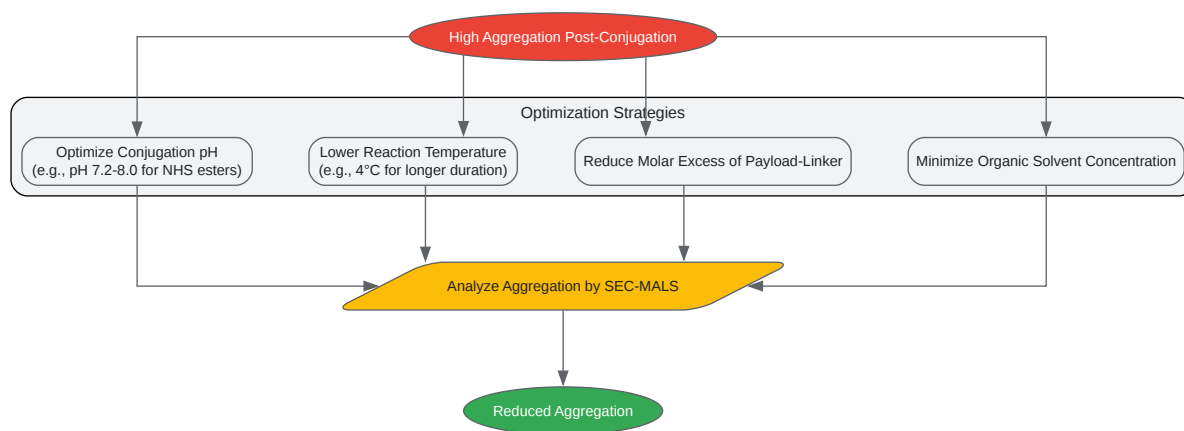 High Aggregation Post-Conjugation
Optimization Strategies
Optimize Conjugation pH
(e.g., pH 7.2-8.0 for NHS esters)
Lower Reaction Temperature
(e.g., 4°C for longer duration)
Reduce Molar Excess of Payload-Linker
Minimize Organic Solvent Concentration
Analyze Aggregation by SEC-MALS
Reduced Aggregation